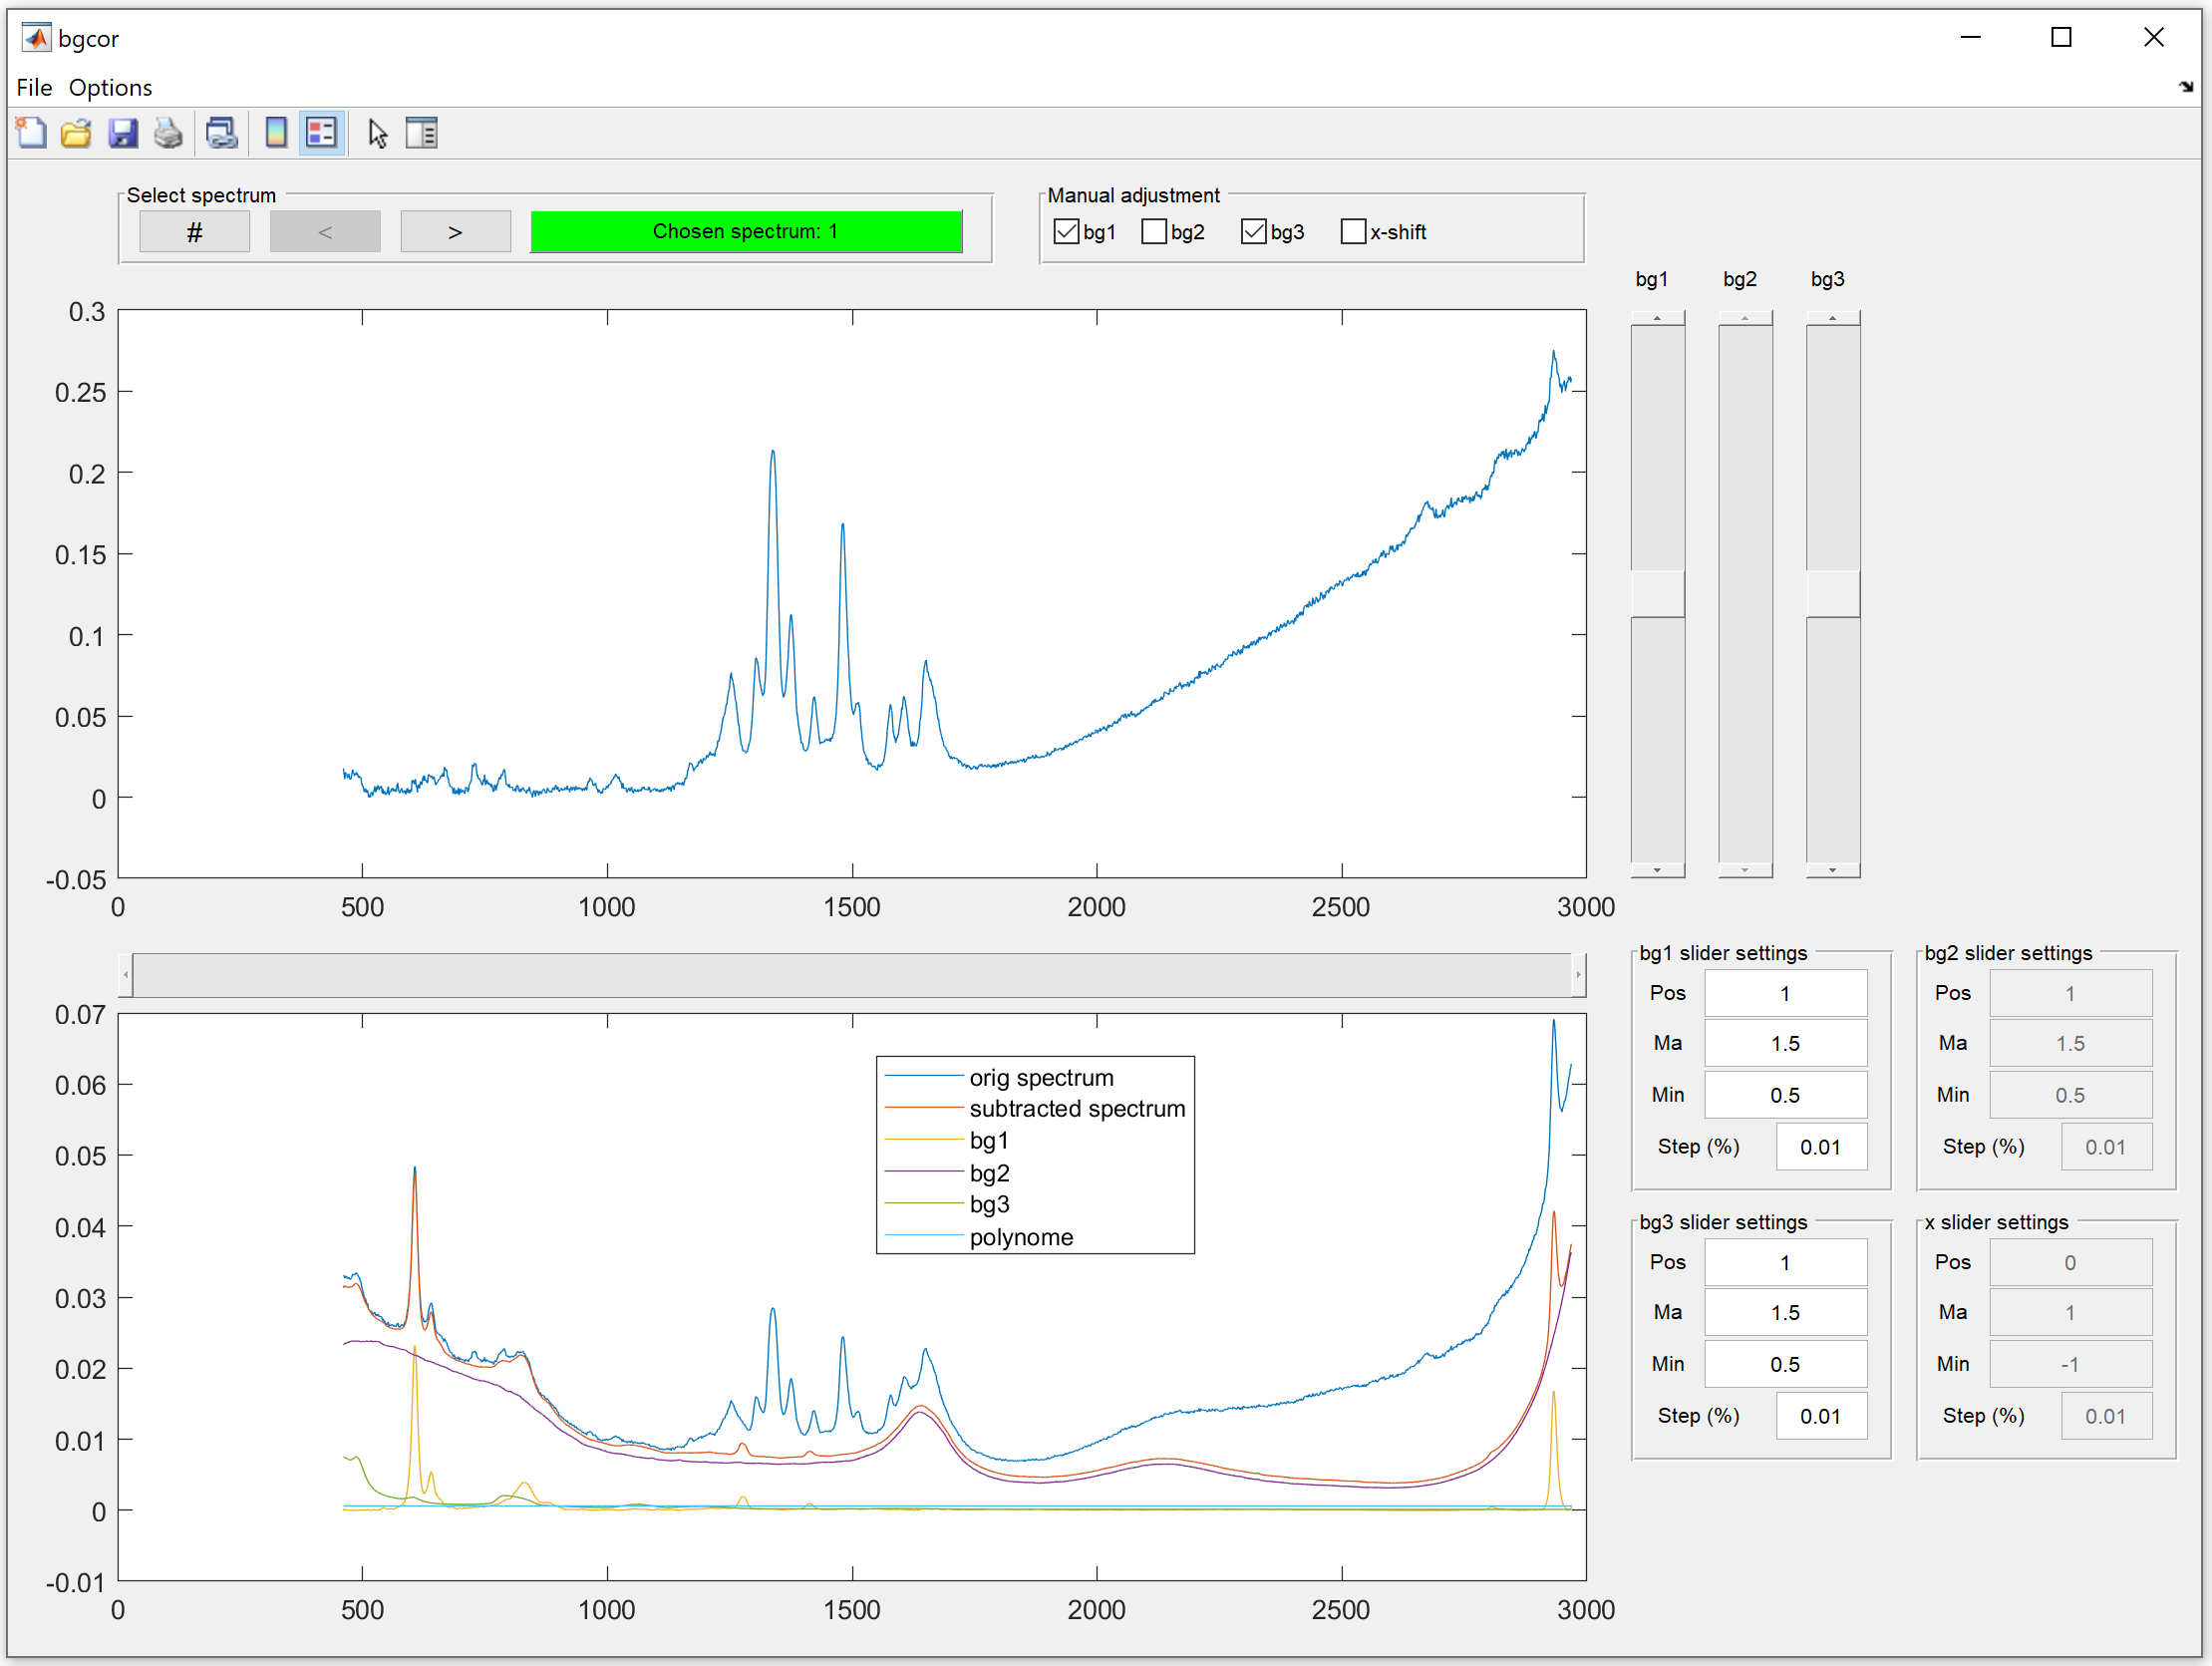 bgcor
File Options
Select spectrum
# < > Chosen spectrum: 1
Manual adjustment
bg1 bg2 bg3 x-shift
bg1 bg2 bg3
0.3
0.25
0.2
0.15
0.1
0.05
0
-0.05
0 500 1000 1500 2000 2500 3000
0.07
0.06
0.05
0.04
0.03
0.02
0.01
0
-0.01
0 500 1000 1500 2000 2500 3000
orig spectrum
subtracted spectrum
bg1
bg2
bg3
polynome
bg1 slider settings
Pos 1
Ma 1.5
Min 0.5
Step (%) 0.01
bg2 slider settings
Pos 1
Ma 1.5
Min 0.5
Step (%) 0.01
bg3 slider settings
Pos 1
Ma 1.5
Min 0.5
Step (%) 0.01
x slider settings
Pos 0
Ma 1
Min -1
Step (%) 0.01